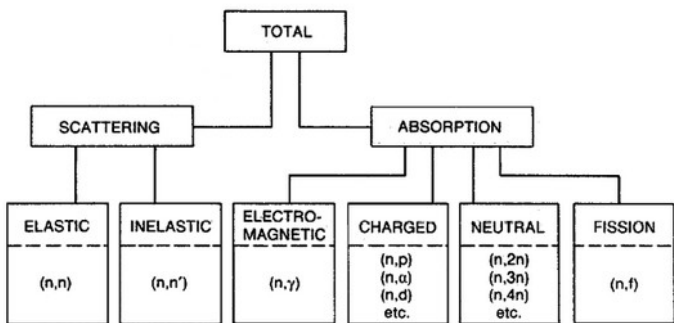 TOTAL
SCATTERING
ABSORPTION
ELASTIC
(n,n)
INELASTIC
(n,n′)
ELECTRO-
MAGNETIC
(n,γ)
CHARGED
(n,p)
(n,α)
(n,d)
etc.
NEUTRAL
(n,2n)
(n,3n)
(n,4n)
etc.
FISSION
(n,f)